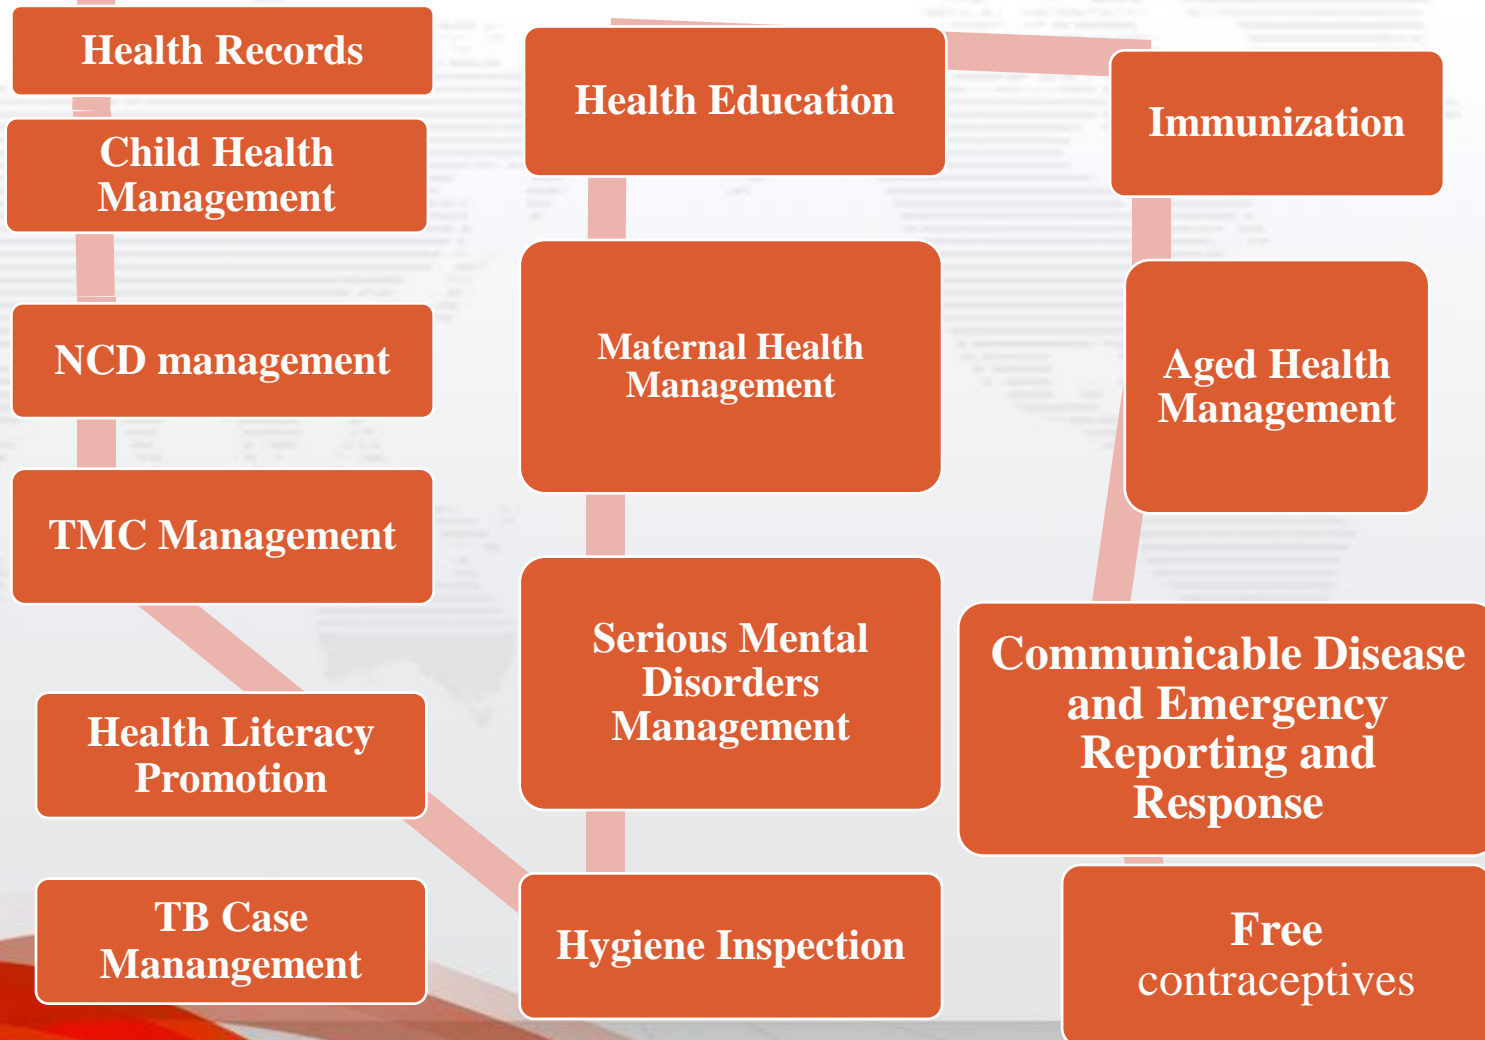 Health Records
Child Health
Management
NCD management
TMC Management
Health Literacy
Promotion
TB Case
Manangement
Health Education
Maternal Health
Management
Serious Mental
Disorders
Management
Hygiene Inspection
Immunization
Aged Health
Management
Communicable Disease
and Emergency
Reporting and
Response
Free
contraceptives